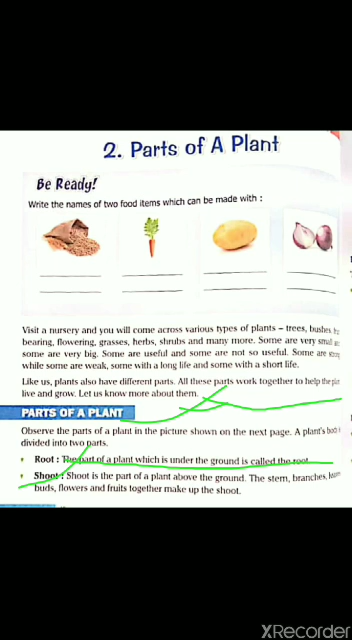 2. Parts of A Plant
Be Ready!
Write the names of two food items which can be made with :
Visit a nursery and you will come across various types of plants – trees, bushes
bearing, flowering, grasses, herbs, shrubs and many more. Some are very small
some are very big. Some are useful and some are not so useful. Some are
while some are weak, some with a long life and some with a short life.
Like us, plants also have different parts. All these parts work together to help the
live and grow. Let us know more about them.
PARTS OF A PLANT
Observe the parts of a plant in the picture shown on the next page. A plant's
divided into two parts.
• Root : The part of a plant which is under the ground is called the root
• Shoot : Shoot is the part of a plant above the ground. The stem, branches,
buds, flowers and fruits together make up the shoot.
XRecorder